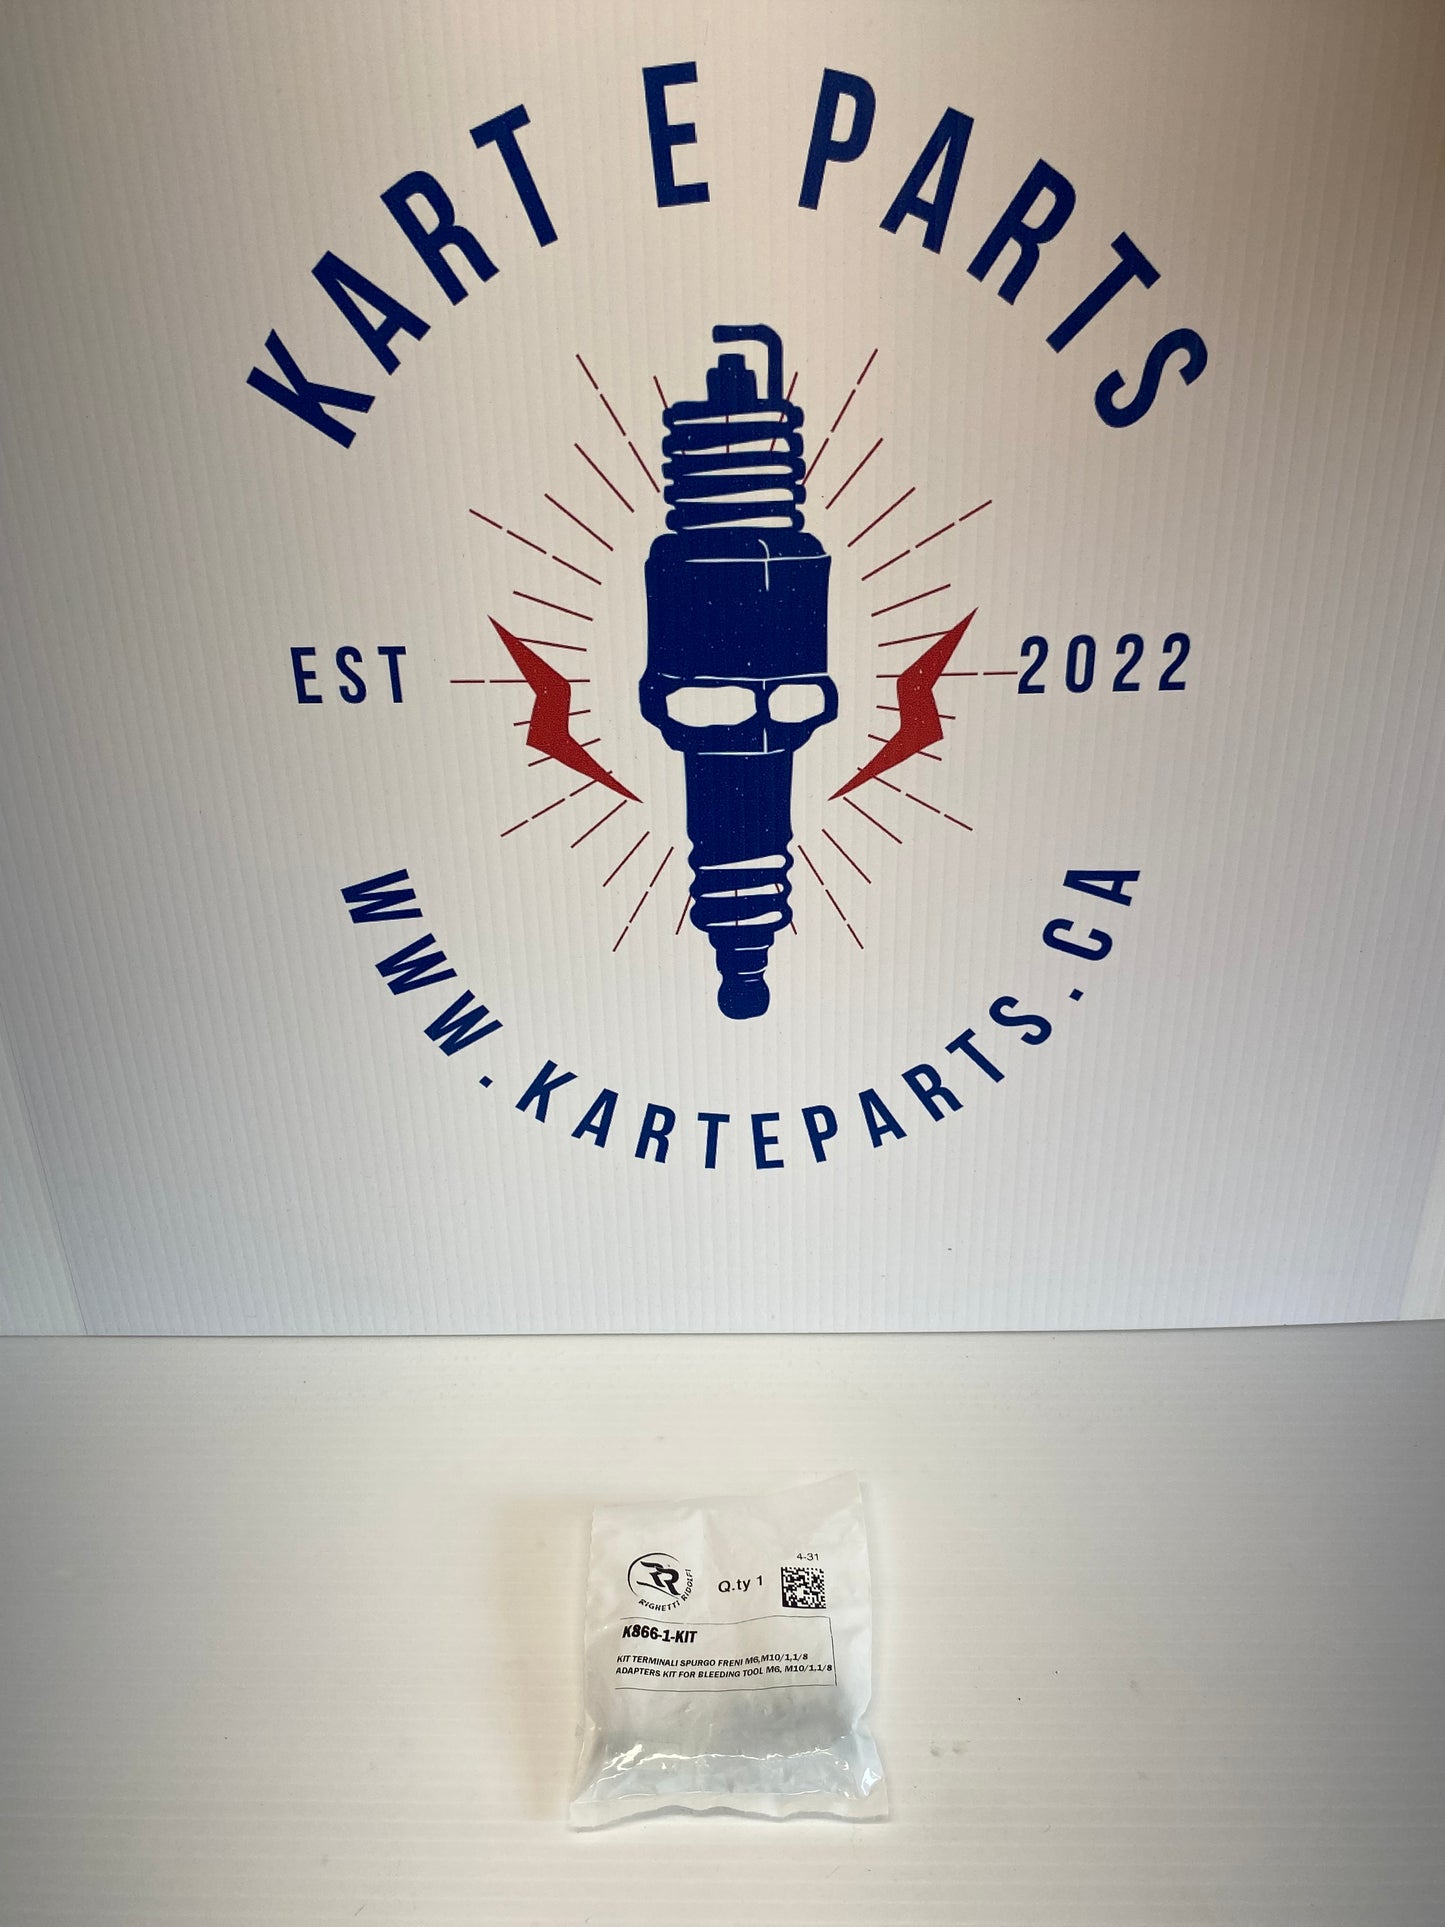 KART E PARTS
EST 2022
WWW.KARTEPARTS.CA
4-31
Q.ty 1
RR
RIGHETTI RIDOLFI
K866-1-KIT
KIT TERMINALI SPURGO FRENI M6,M10/1,1/8
ADAPTERS KIT FOR BLEEDING TOOL M6, M10/1,1/8